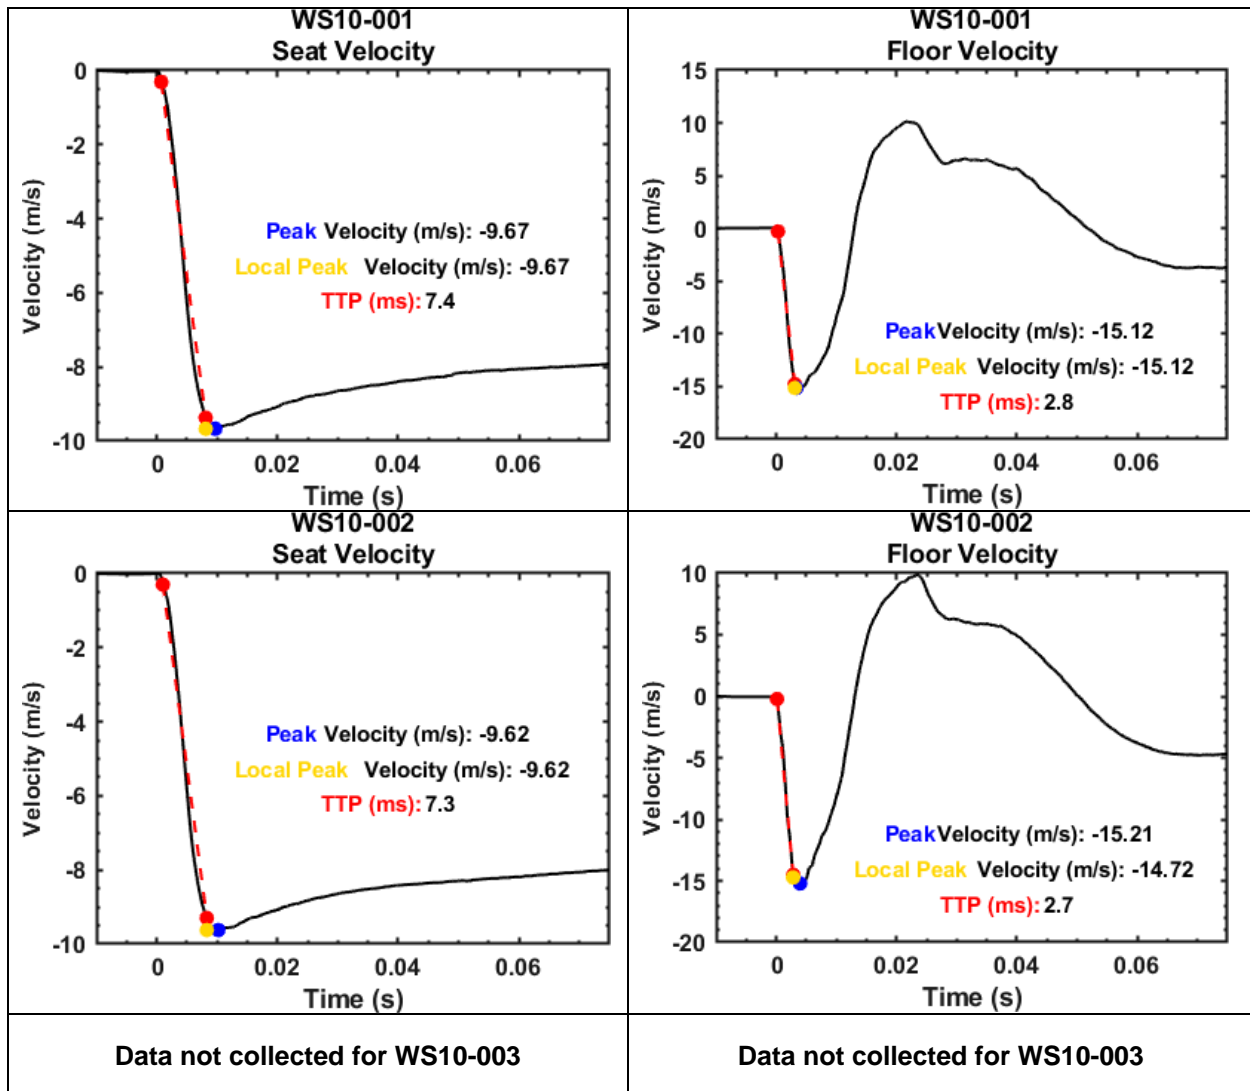 WS10-001
Seat Velocity
0
-2
-4
-6
-8
-10
Velocity (m/s)
Peak Velocity (m/s): -9.67
Local Peak Velocity (m/s): -9.67
TTP (ms): 7.4
0 0.02 0.04 0.06
Time (s)
WS10-001
Floor Velocity
15
10
5
0
-5
-10
-15
-20
Velocity (m/s)
PeakVelocity (m/s): -15.12
Local Peak Velocity (m/s): -15.12
TTP (ms): 2.8
0 0.02 0.04 0.06
Time (s)
WS10-002
Seat Velocity
0
-2
-4
-6
-8
-10
Velocity (m/s)
Peak Velocity (m/s): -9.62
Local Peak Velocity (m/s): -9.62
TTP (ms): 7.3
0 0.02 0.04 0.06
Time (s)
WS10-002
Floor Velocity
10
5
0
-5
-10
-15
-20
Velocity (m/s)
PeakVelocity (m/s): -15.21
Local Peak Velocity (m/s): -14.72
TTP (ms): 2.7
0 0.02 0.04 0.06
Time (s)
Data not collected for WS10-003
Data not collected for WS10-003